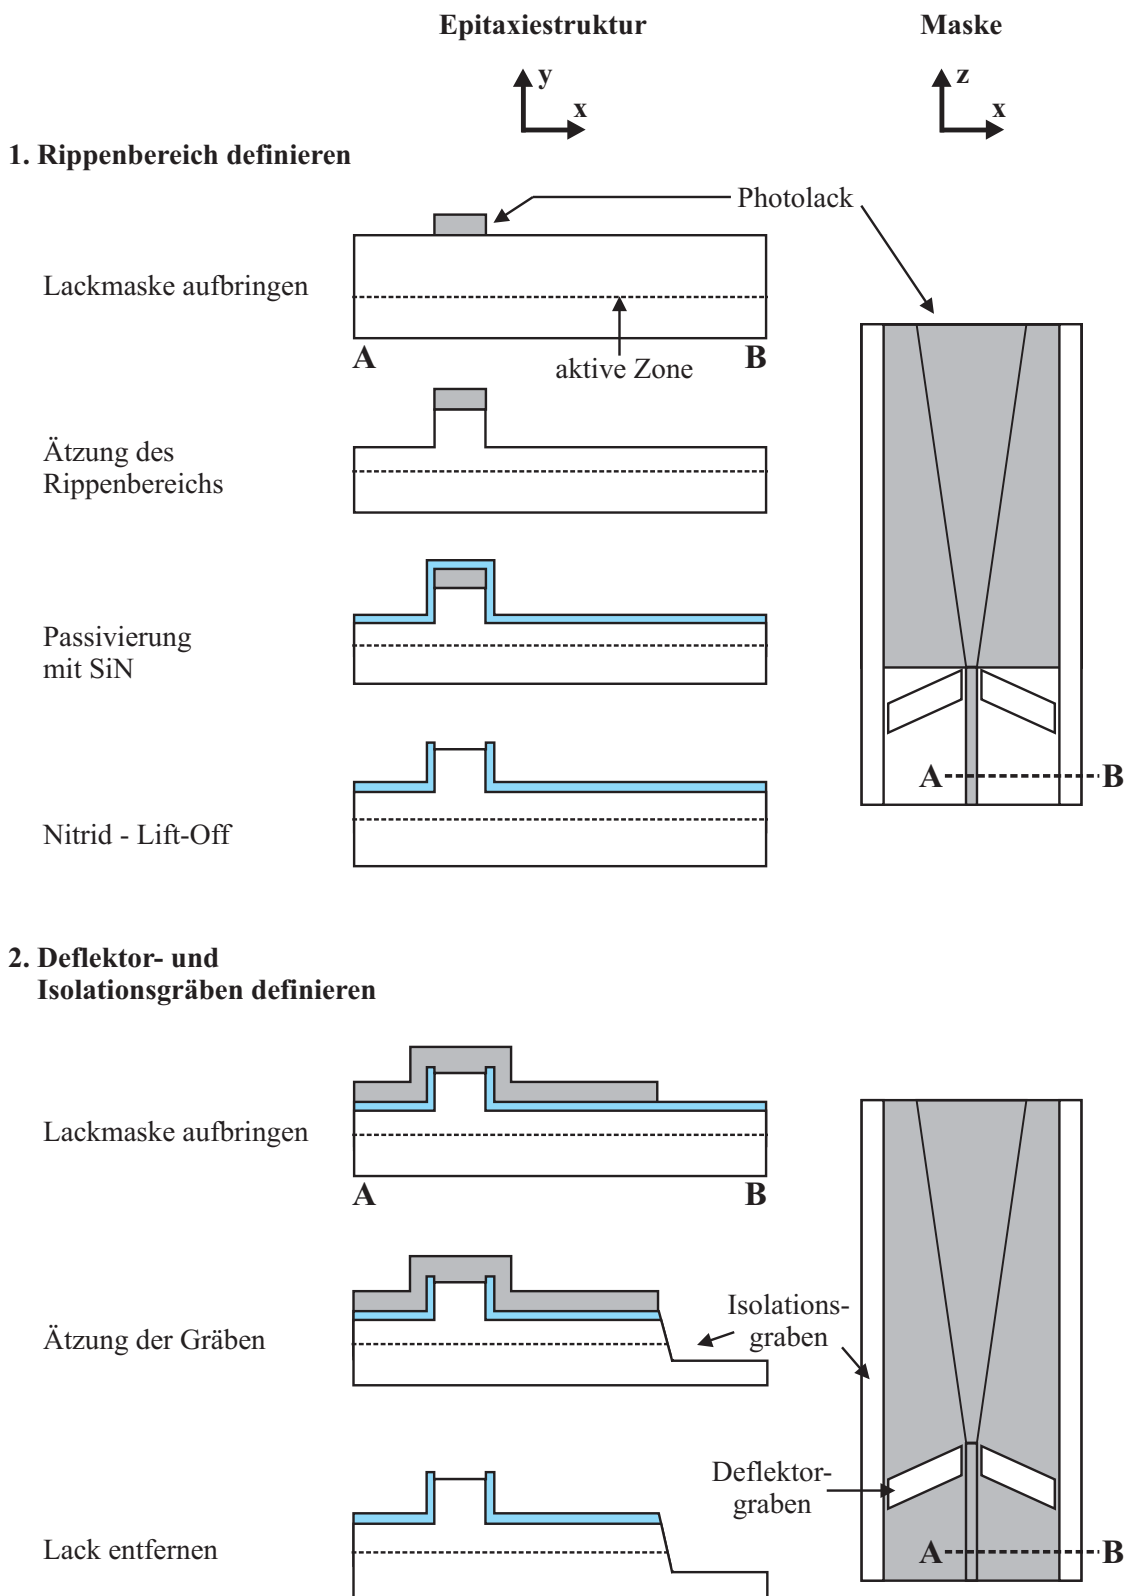 Epitaxiestruktur
Maske
y
x
z
x
1. Rippenbereich definieren
Photolack
Lackmaske aufbringen
A
B
aktive Zone
Ätzung des
Rippenbereichs
Passivierung
mit SiN
A
B
Nitrid - Lift-Off
2. Deflektor- und
Isolationsgräben definieren
Lackmaske aufbringen
A
B
Ätzung der Gräben
Isolations-
graben
Deflektor-
graben
Lack entfernen
A
B